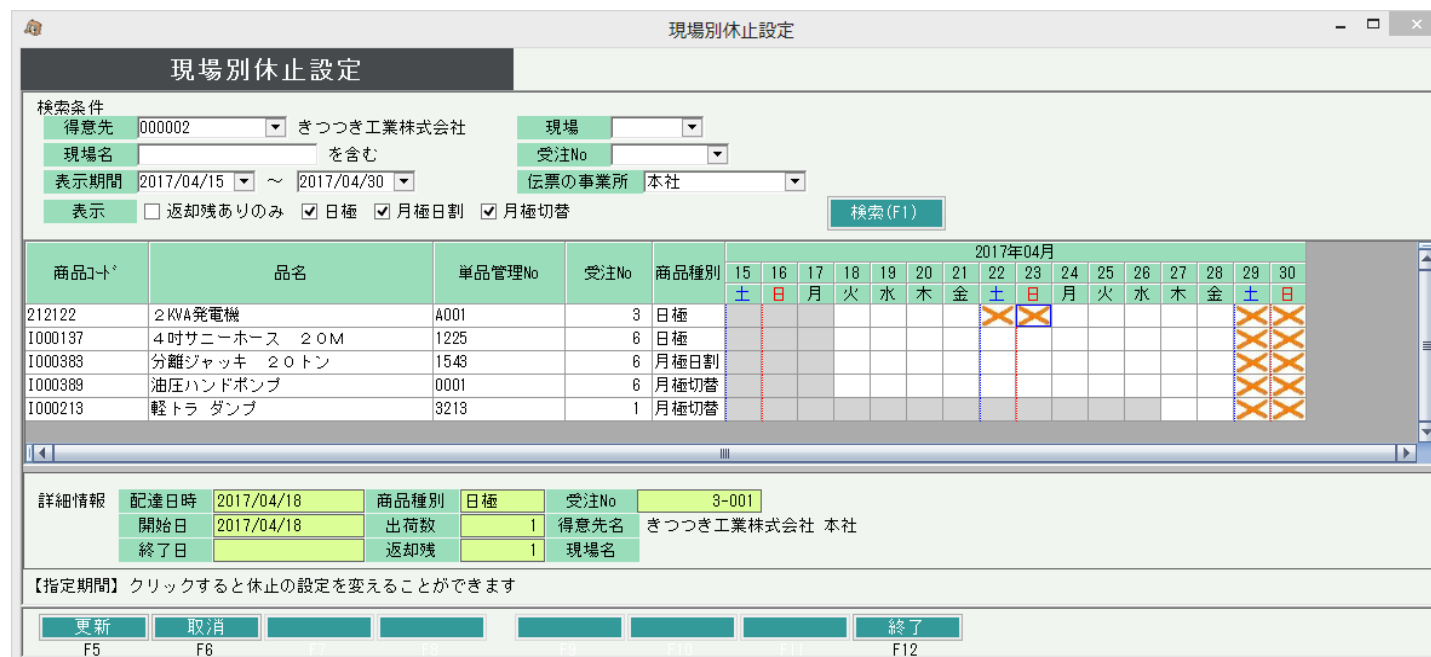 現場別休止設定
現場別休止設定
検索条件
得意先 000002 きつつき工業株式会社 現場
現場名 を含む 受注No
表示期間 2017/04/15 ～ 2017/04/30 伝票の事業所 本社
表示 返却残ありのみ 日極 月極日割 月極切替 検索(F1)
2017年04月
商品ｺｰﾄﾞ 品名 単品管理No 受注No 商品種別 15 16 17 18 19 20 21 22 23 24 25 26 27 28 29 30
土 日 月 火 水 木 金 土 日 月 火 水 木 金 土 日
212122 ２KVA発電機 A001 3 日極
I000137 ４吋サニーホース ２０Ｍ 1225 6 日極
I000383 分離ジャッキ ２０トン 1543 6 月極日割
I000389 油圧ハンドポンプ 0001 6 月極切替
I000213 軽トラ ダンプ 3213 1 月極切替
詳細情報 配達日時 2017/04/18 商品種別 日極 受注No 3-001
開始日 2017/04/18 出荷数 1 得意先名 きつつき工業株式会社 本社
終了日 返却残 1 現場名
【指定期間】クリックすると休止の設定を変えることができます
更新 取消 終了
F5 F6 F7 F8 F9 F10 F11 F12